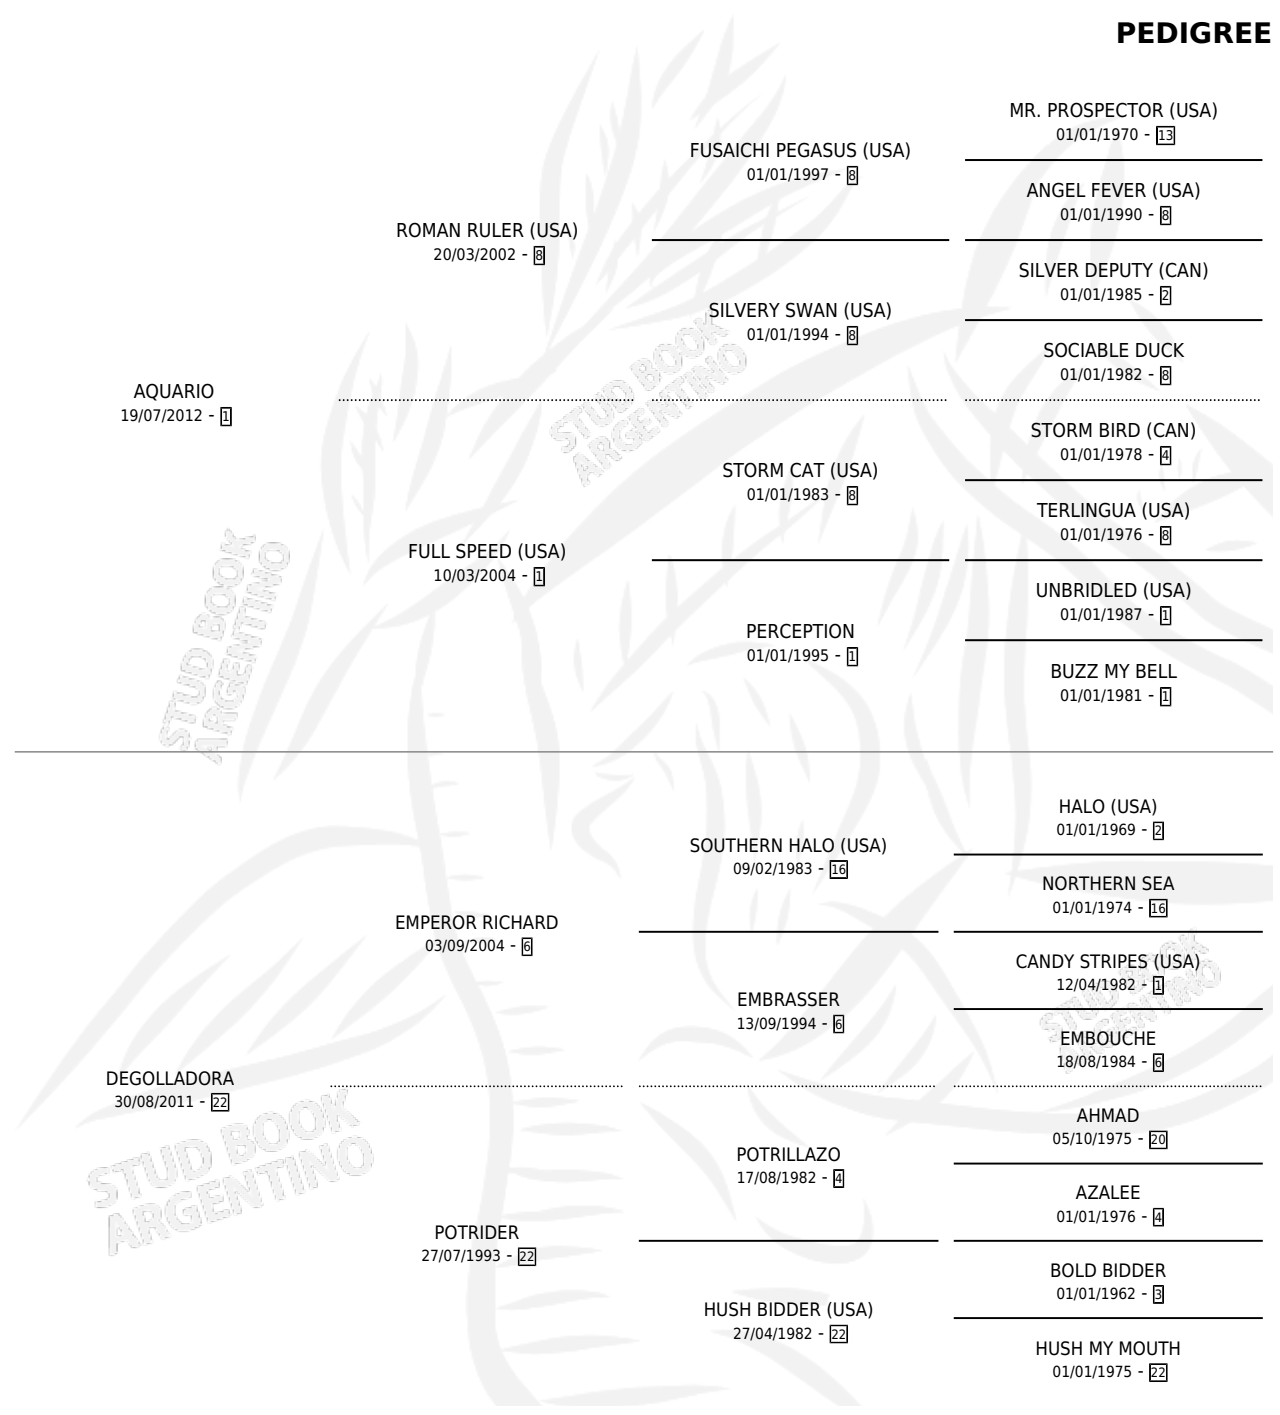 PEDIGREE
MR. PROSPECTOR (USA)
01/01/1970 - 13
FUSAICHI PEGASUS (USA)
01/01/1997 - 8
ANGEL FEVER (USA)
01/01/1990 - 8
ROMAN RULER (USA)
20/03/2002 - 8
SILVER DEPUTY (CAN)
01/01/1985 - 2
SILVERY SWAN (USA)
01/01/1994 - 8
SOCIABLE DUCK
01/01/1982 - 8
STUD BOOK
ARGENTINO
AQUARIO
19/07/2012 - 1
STORM BIRD (CAN)
01/01/1978 - 4
STORM CAT (USA)
01/01/1983 - 8
TERLINGUA (USA)
01/01/1976 - 8
FULL SPEED (USA)
10/03/2004 - 1
UNBRIDLED (USA)
01/01/1987 - 1
PERCEPTION
01/01/1995 - 1
BUZZ MY BELL
01/01/1981 - 1
STUD BOOK
ARGENTINO
HALO (USA)
01/01/1969 - 2
SOUTHERN HALO (USA)
09/02/1983 - 16
NORTHERN SEA
01/01/1974 - 16
EMPEROR RICHARD
03/09/2004 - 6
CANDY STRIPES (USA)
12/04/1982 - 1
EMBRASSER
13/09/1994 - 6
EMBOUCHE
18/08/1984 - 6
STUD BOOK
ARGENTINO
DEGOLLADORA
30/08/2011 - 22
AHMAD
05/10/1975 - 20
POTRILLAZO
17/08/1982 - 4
AZALEE
01/01/1976 - 4
STUD BOOK
ARGENTINO
POTRIDER
27/07/1993 - 22
BOLD BIDDER
01/01/1962 - 3
HUSH BIDDER (USA)
27/04/1982 - 22
HUSH MY MOUTH
01/01/1975 - 22